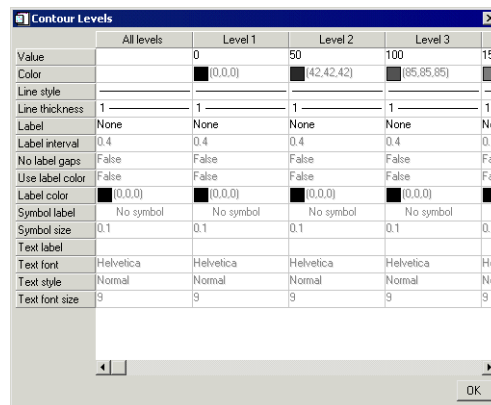 Contour Levels
All levels Level 1 Level 2 Level 3
Value 0 50 100 15
Color (0,0,0) (42,42,42) (85,85,85)
Line style
Line thickness 1 1 1 1
Label None None None None
Label interval 0.4 0.4 0.4 0.4 0.
No label gaps False False False False Fa
Use label color False False False False Fa
Label color (0,0,0) (0,0,0) (0,0,0) (0,0,0)
Symbol label No symbol No symbol No symbol No symbol
Symbol size 0.1 0.1 0.1 0.1 0.
Text label
Text font Helvetica Helvetica Helvetica Helvetica
Text style Normal Normal Normal Normal
Text font size 9 9 9 9 9
OK